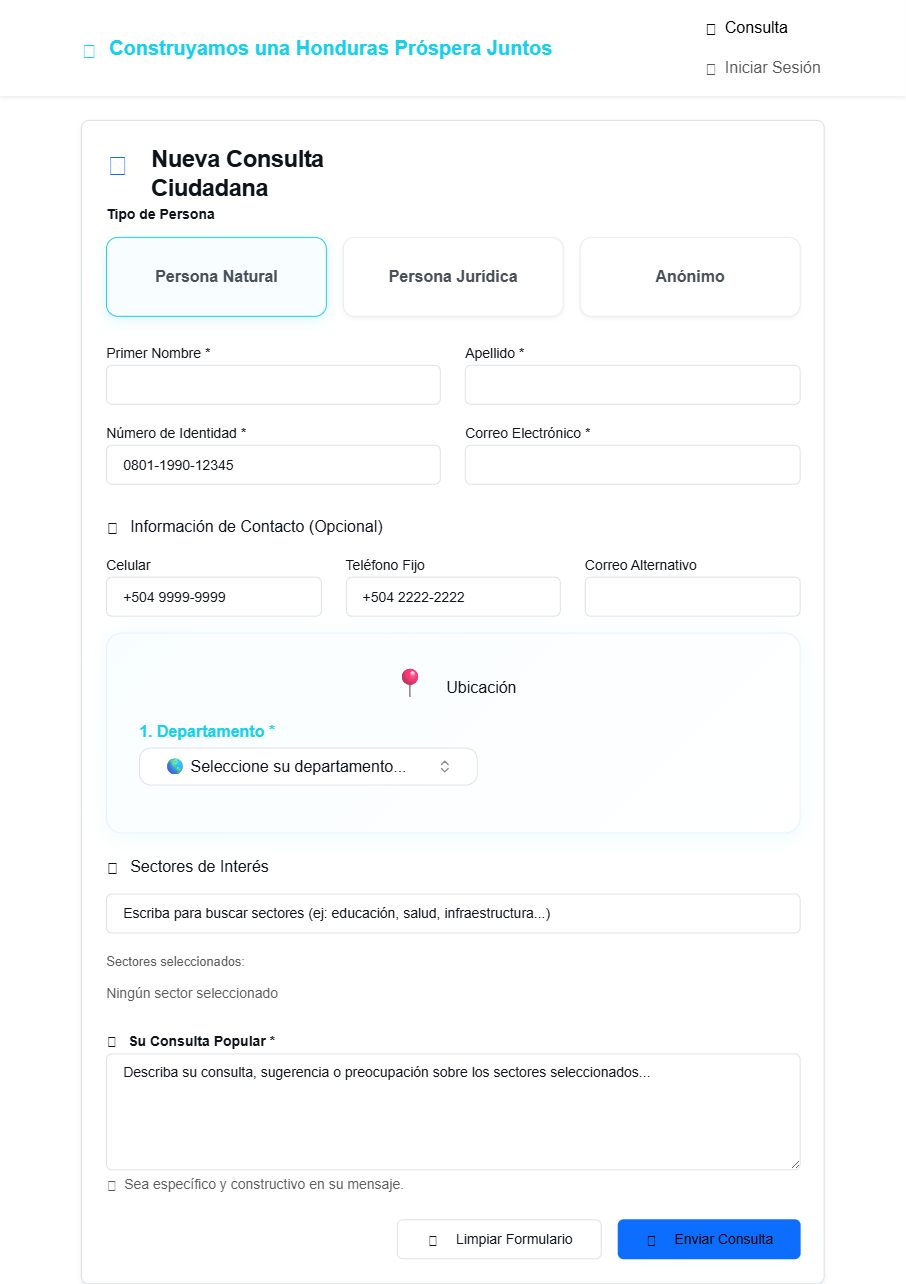 Construyamos una Honduras Próspera Juntos
Consulta
Iniciar Sesión
Nueva Consulta
Ciudadana
Tipo de Persona
Persona Natural
Persona Jurídica
Anónimo
Primer Nombre *
Apellido *
Número de Identidad *
Correo Electrónico *
0801-1990-12345
Información de Contacto (Opcional)
Celular
Teléfono Fijo
Correo Alternativo
+504 9999-9999
+504 2222-2222
Ubicación
1. Departamento *
Seleccione su departamento...
Sectores de Interés
Escriba para buscar sectores (ej: educación, salud, infraestructura...)
Sectores seleccionados:
Ningún sector seleccionado
Su Consulta Popular *
Describa su consulta, sugerencia o preocupación sobre los sectores seleccionados...
Sea específico y constructivo en su mensaje.
Limpiar Formulario
Enviar Consulta